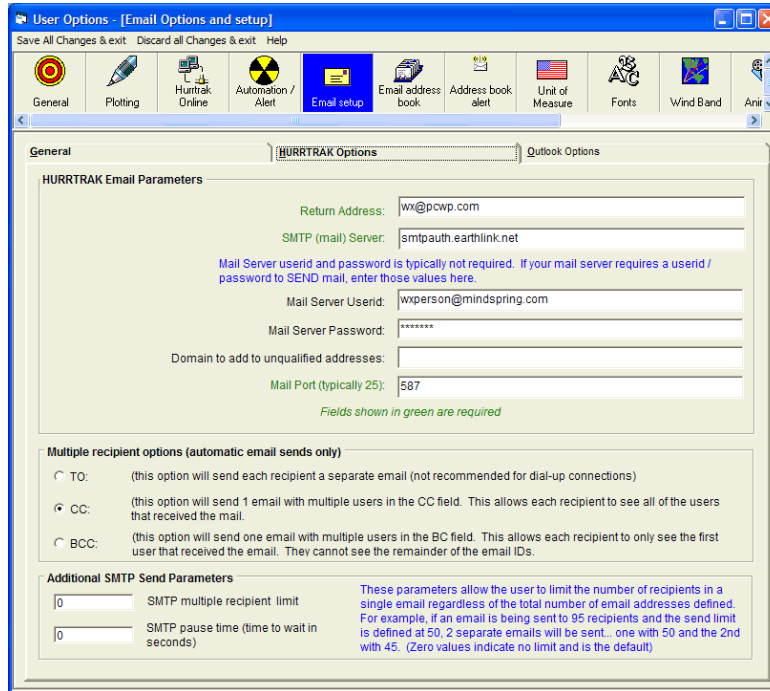 User Options - [Email Options and setup]
Save All Changes & exit Discard all Changes & exit Help
General
Plotting
Hurrtrak Online
Automation / Alert
Email setup
Email address book
Address book alert
Unit of Measure
Fonts
Wind Band
General
HURRTRAK Options
Outlook Options
HURRTRAK Email Parameters
Return Address: wx@pcwp.com
SMTP (mail) Server: smtpauth.earthlink.net
Mail Server userid and password is typically not required. If your mail server requires a userid /
password to SEND mail, enter those values here.
Mail Server Userid: wxperson@mindspring.com
Mail Server Password: *******
Domain to add to unqualified addresses:
Mail Port (typically 25): 587
Fields shown in green are required
Multiple recipient options (automatic email sends only)
TO: (this option will send each recipient a separate email (not recommended for dial-up connections)
CC: (this option will send 1 email with multiple users in the CC field. This allows each recipient to see all of the users
that received the mail.
BCC: (this option will send one email with multiple users in the BC field. This allows each recipient to only see the first
user that received the email. They cannot see the remainder of the email IDs.
Additional SMTP Send Parameters
0 SMTP multiple recipient limit
0 SMTP pause time (time to wait in
seconds)
These parameters allow the user to limit the number of recipients in a
single email regardless of the total number of email addresses defined.
For example, if an email is being sent to 95 recipients and the send limit
is defined at 50, 2 separate emails will be sent... one with 50 and the 2nd
with 45. (Zero values indicate no limit and is the default)